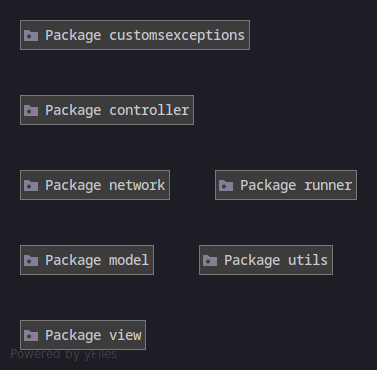 Package customsexceptions
Package controller
Package network
Package runner
Package model
Package utils
Package view
Powered by yFiles